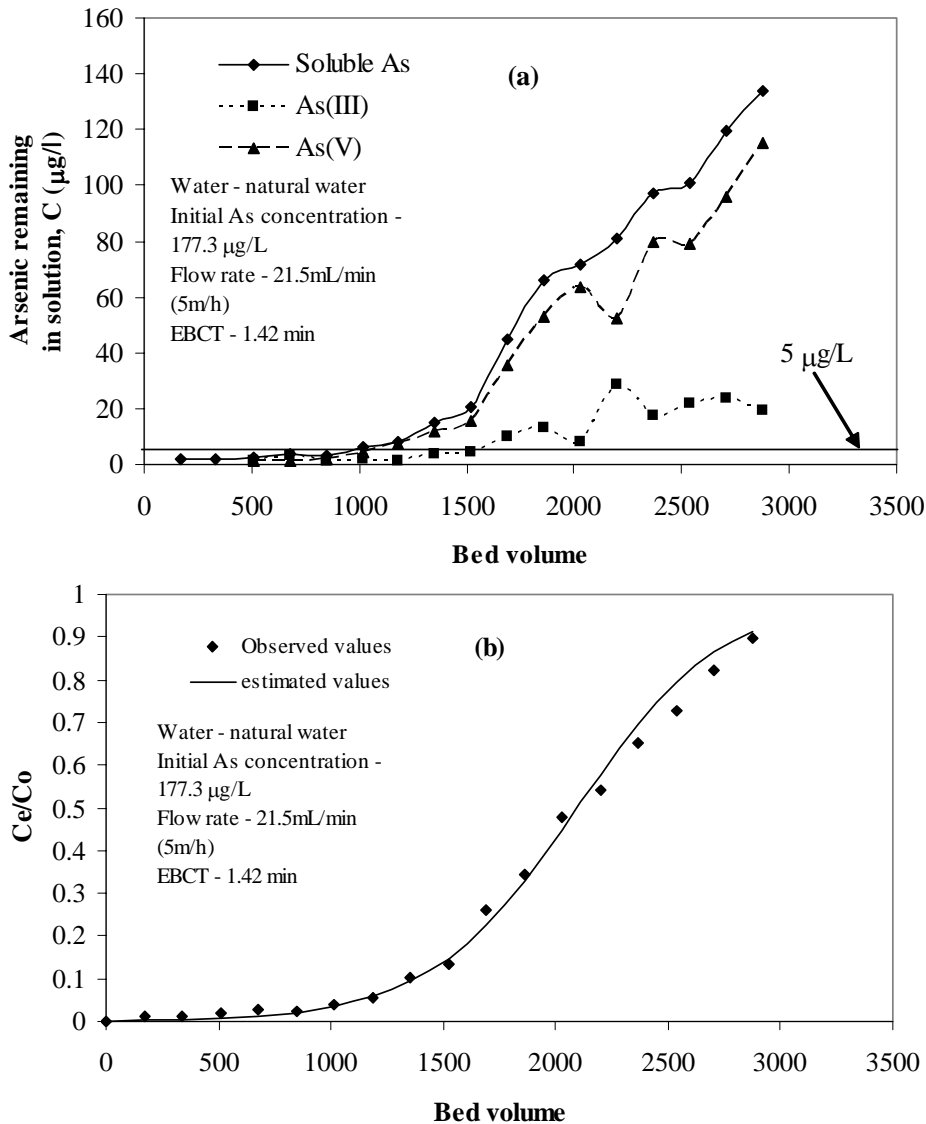 160
140
120
100
80
60
40
20
0
Arsenic remaining
in solution, C (µg/l)
Soluble As
As(III)
As(V)
(a)
Water - natural water
Initial As concentration -
177.3 µg/L
Flow rate - 21.5mL/min
(5m/h)
EBCT - 1.42 min
5 µg/L
0 500 1000 1500 2000 2500 3000 3500
Bed volume
1
0.9
0.8
0.7
0.6
0.5
0.4
0.3
0.2
0.1
0
Ce/Co
Observed values
estimated values
(b)
Water - natural water
Initial As concentration -
177.3 µg/L
Flow rate - 21.5mL/min
(5m/h)
EBCT - 1.42 min
0 500 1000 1500 2000 2500 3000 3500
Bed volume